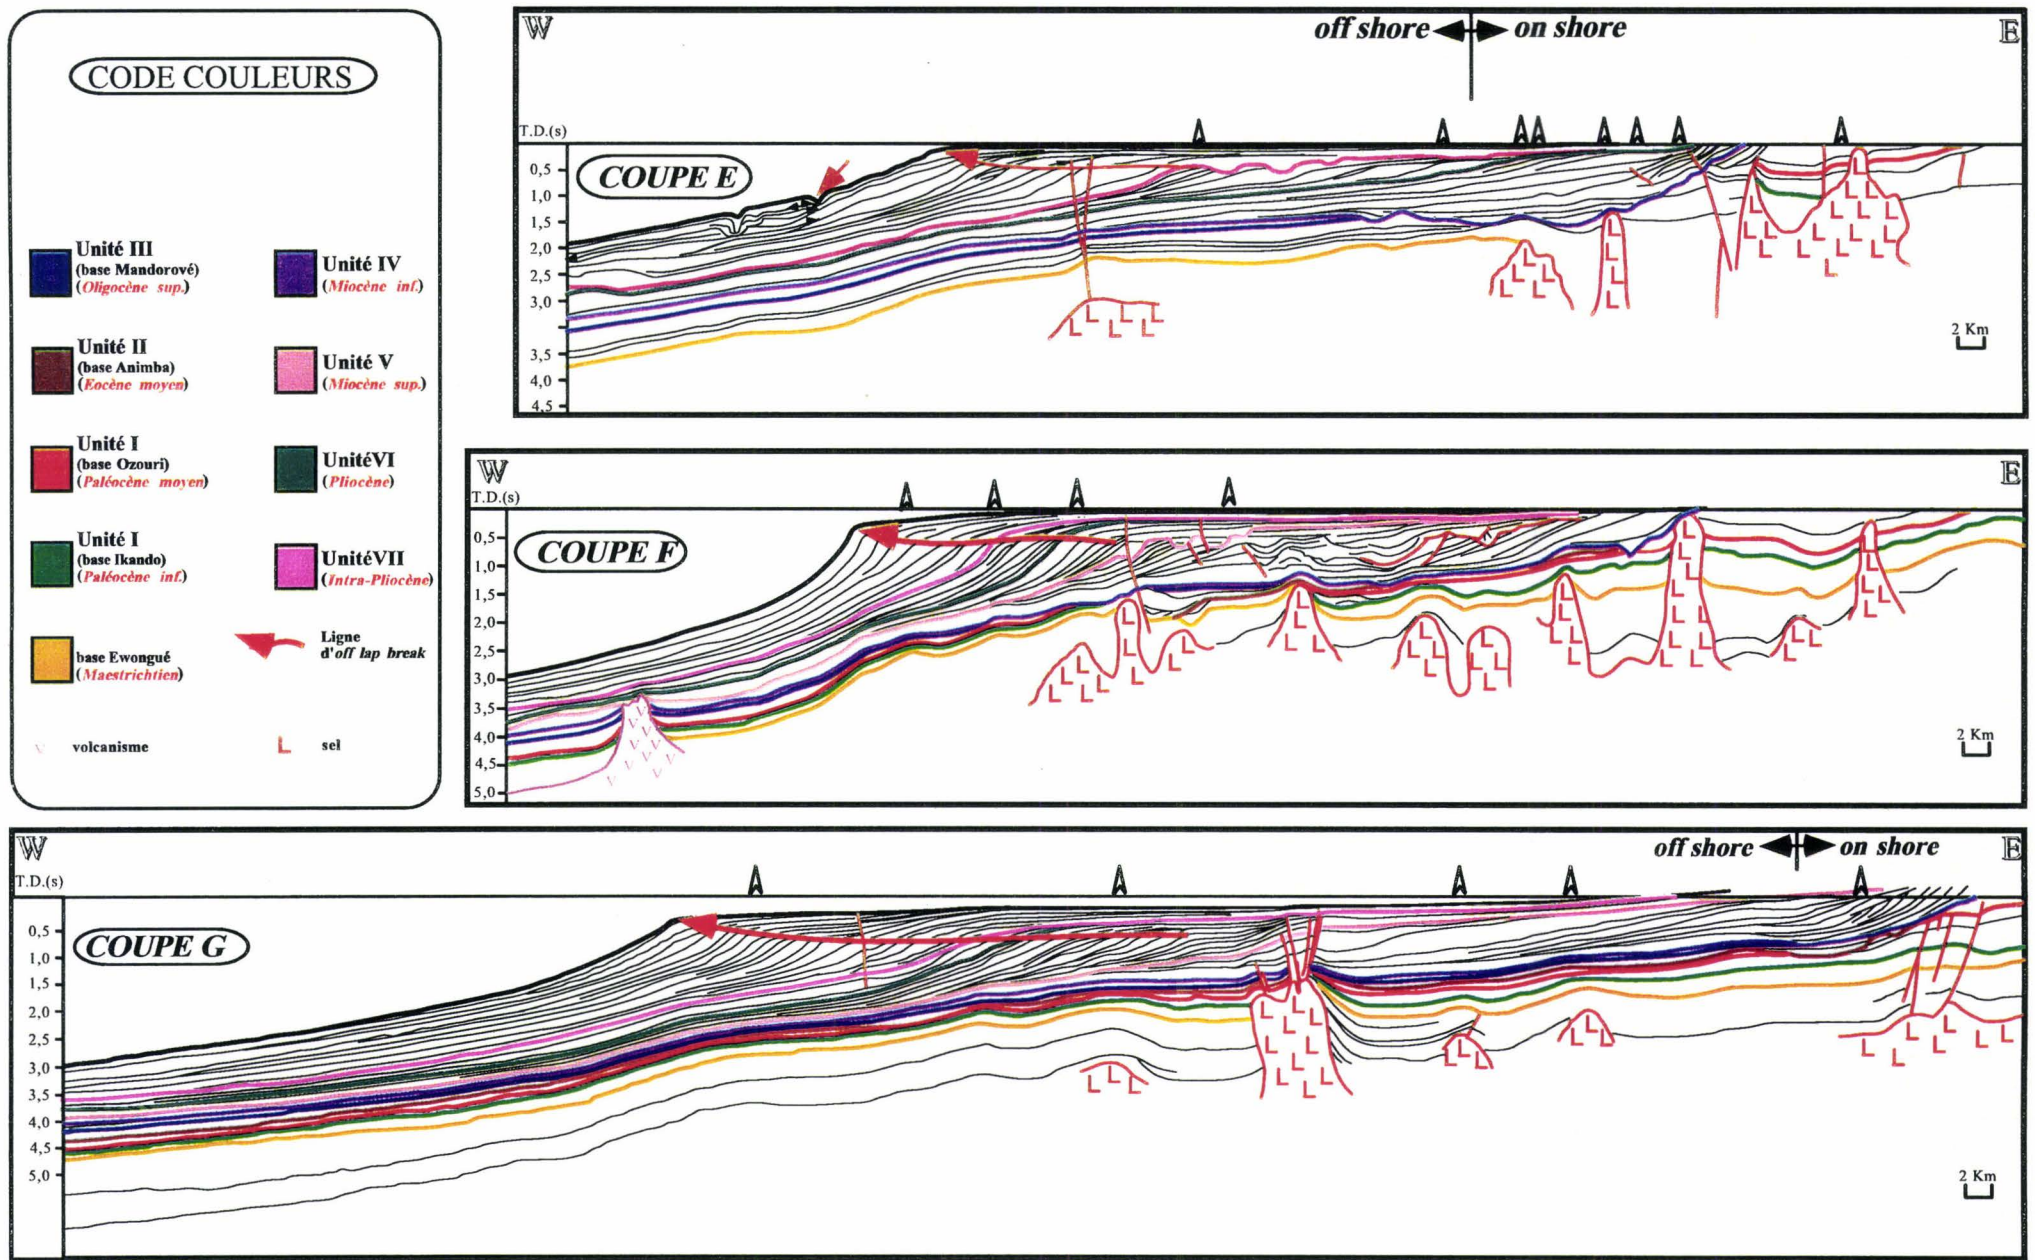 CODE COULEURS
Unité III
(base Mandorové)
(Oligocène sup.)
Unité II
(base Animba)
(Eocène moyen)
Unité I
(base Ozouri)
(Paléocène moyen)
Unité I
(base Ikando)
(Paléocène inf.)
base Ewongué
(Maestrichtien)
V volcanisme
Unité IV
(Miocène inf.)
Unité V
(Miocène sup.)
UnitéVI
(Pliocène)
UnitéVII
(Intra-Pliocène)
Ligne
d'off lap break
L sel
W
off shore on shore
E
T.D.(s)
COUPE E
0,5
1,0
1,5
2,0
2,5
3,0
3,5
4,0
4,5
2 Km
W
E
T.D.(s)
COUPE F
0,5
1,0
1,5
2,0
2,5
3,0
3,5
4,0
4,5
5,0
2 Km
W
off shore on shore
E
T.D.(s)
COUPE G
0,5
1,0
1,5
2,0
2,5
3,0
3,5
4,0
4,5
5,0
2 Km